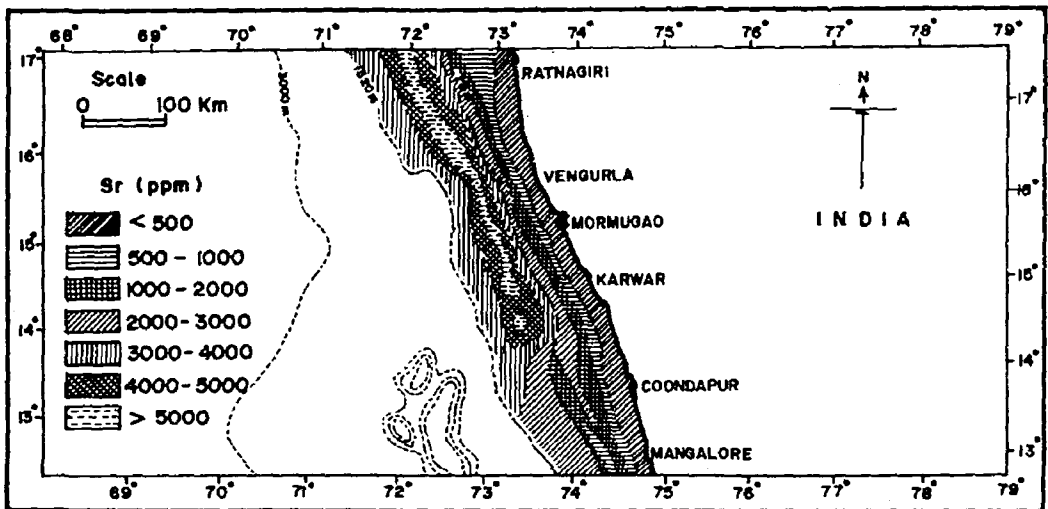 68° 69° 70° 71° 72° 73° 74° 75° 76° 77° 78° 79°
17°
16°
15°
14°
13°
Scale
0 100 Km
Sr (ppm)
< 500
500 - 1000
1000 - 2000
2000 - 3000
3000 - 4000
4000 - 5000
> 5000
RATNAGIRI
VENGURLA
MORMUGAO
KARWAR
COONDAPUR
MANGALORE
N
INDIA
17°
16°
15°
14°
13°
69° 70° 71° 72° 73° 74° 75° 76° 77° 78° 79°